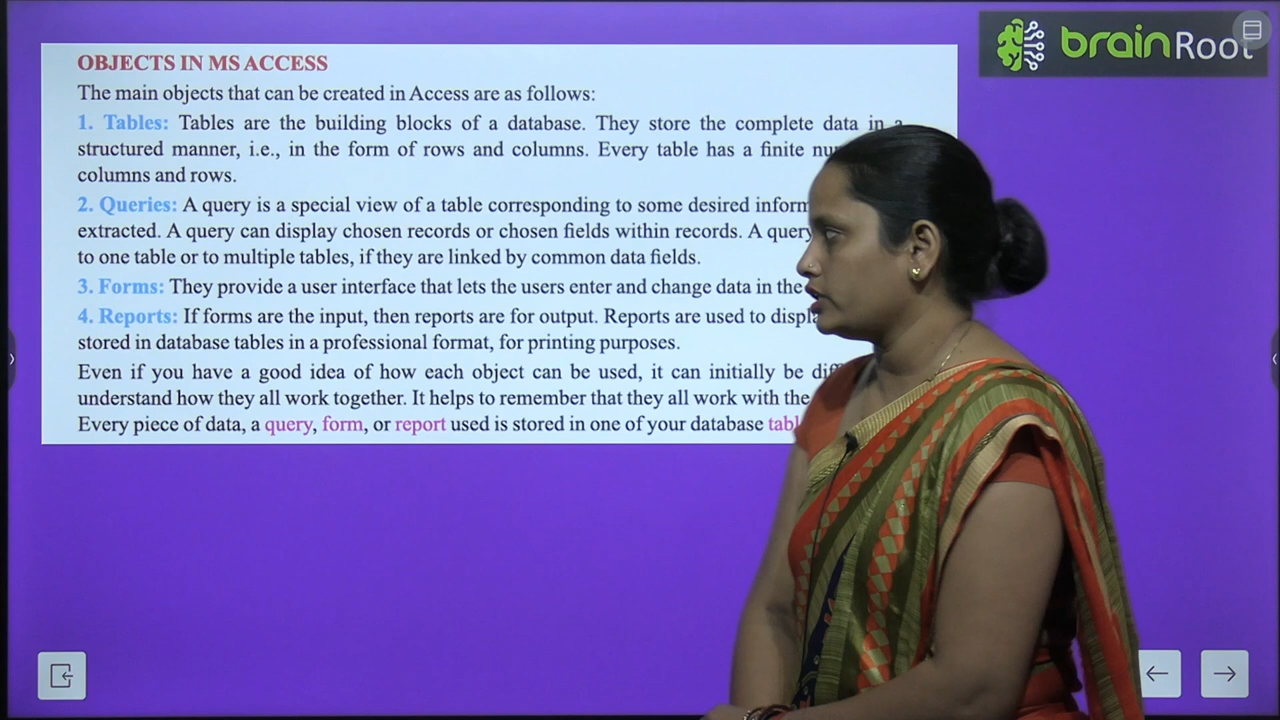 brainRoot
OBJECTS IN MS ACCESS
The main objects that can be created in Access are as follows:
1. Tables: Tables are the building blocks of a database. They store the complete data in a
structured manner, i.e., in the form of rows and columns. Every table has a finite
columns and rows.
2. Queries: A query is a special view of a table corresponding to some desired
extracted. A query can display chosen records or chosen fields within records. A query
to one table or to multiple tables, if they are linked by common data fields.
3. Forms: They provide a user interface that lets the users enter and change data in the
4. Reports: If forms are the input, then reports are for output. Reports are used to
stored in database tables in a professional format, for printing purposes.
Even if you have a good idea of how each object can be used, it can initially be
understand how they all work together. It helps to remember that they all work with the
Every piece of data, a query, form, or report used is stored in one of your database